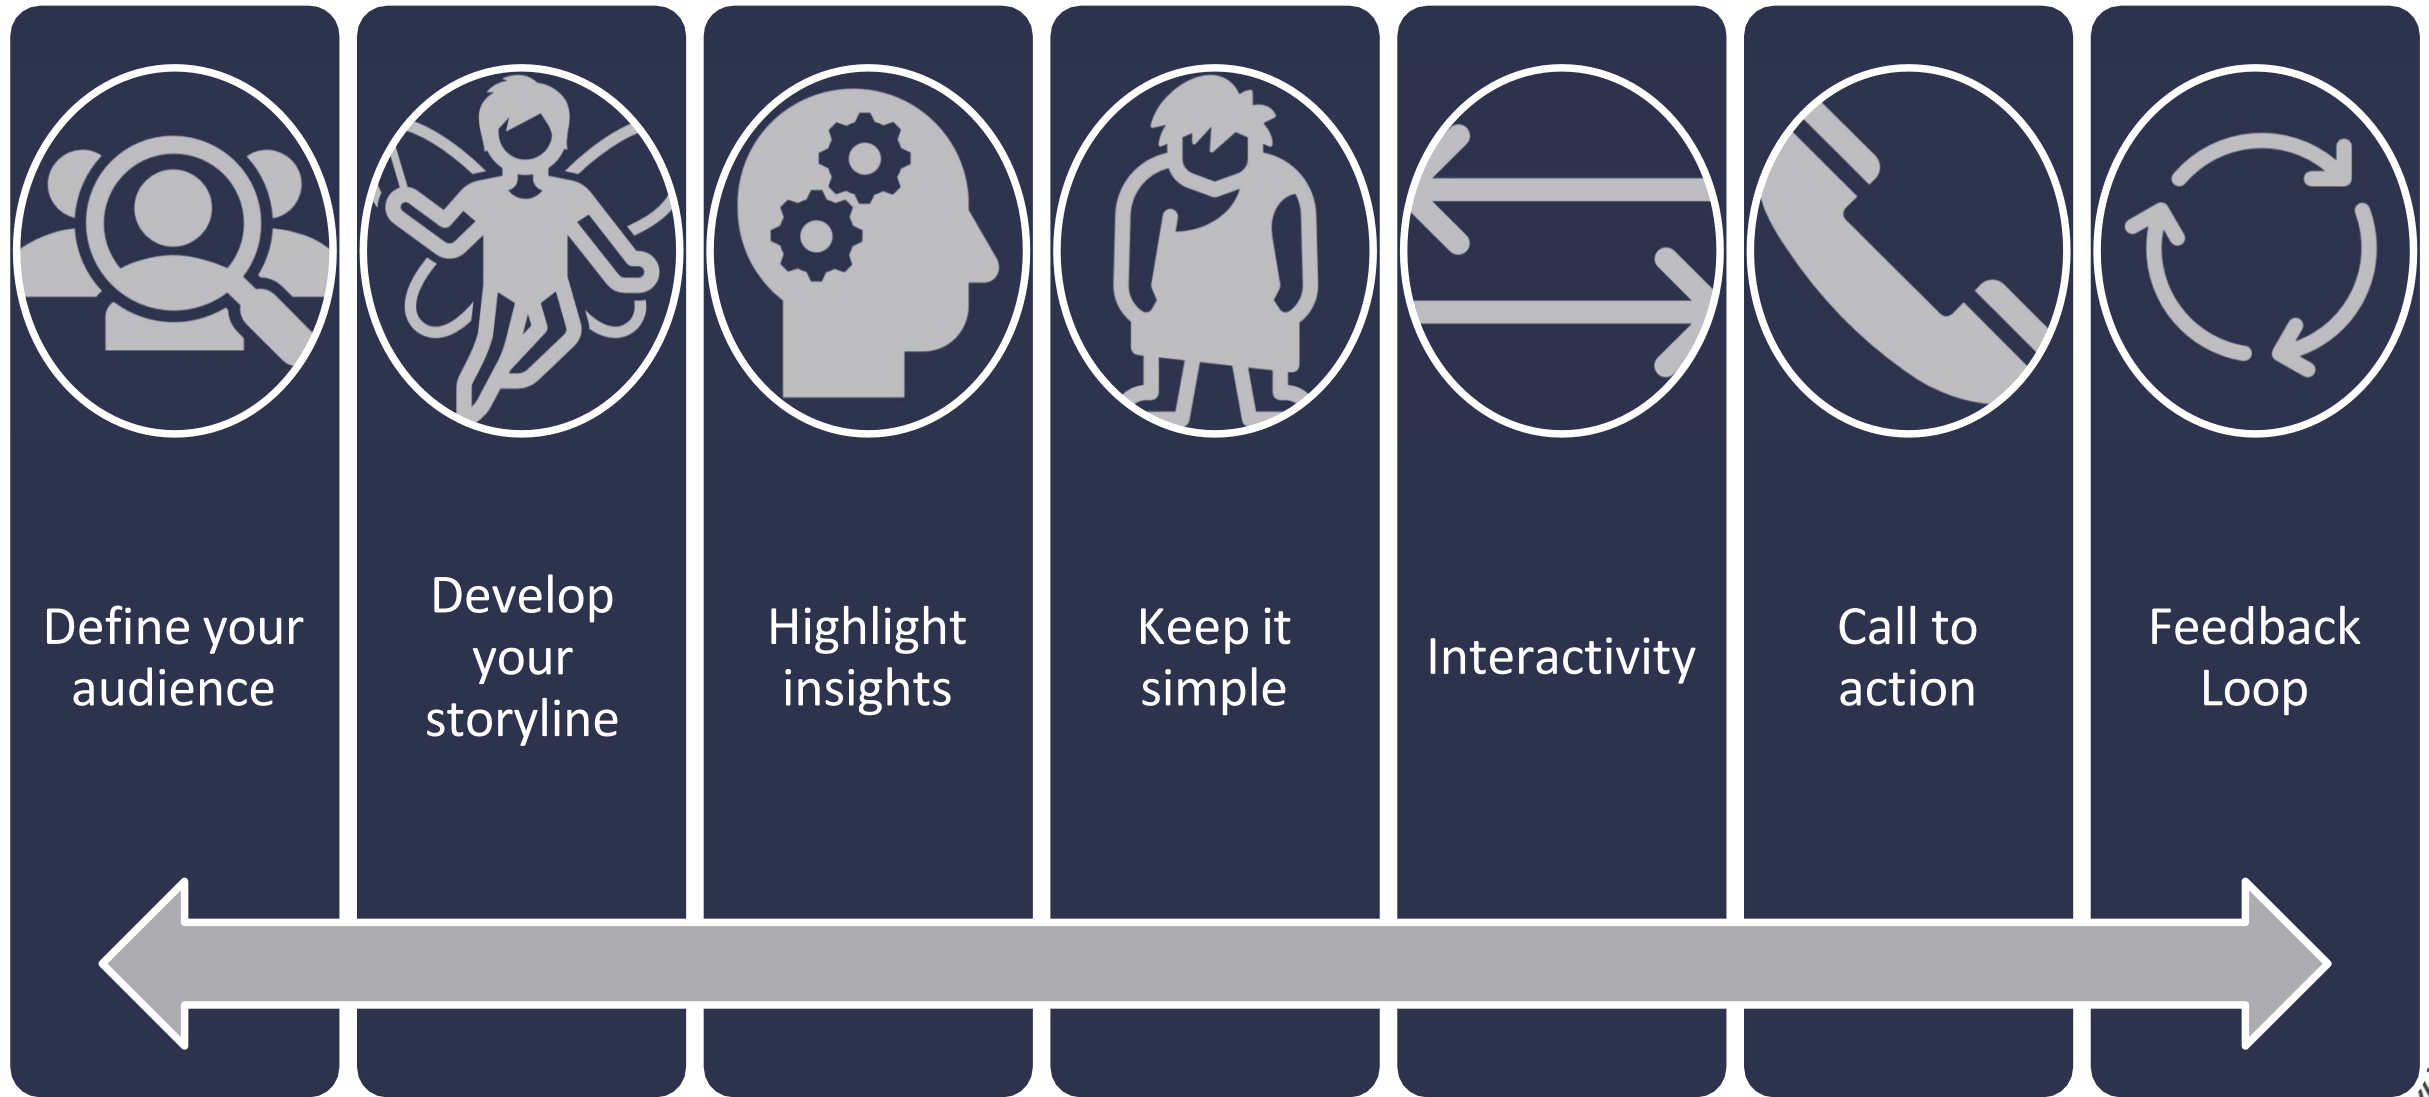 Define your
audience
Develop
your
storyline
Highlight
insights
Keep it
simple
Interactivity
Call to
action
Feedback
Loop